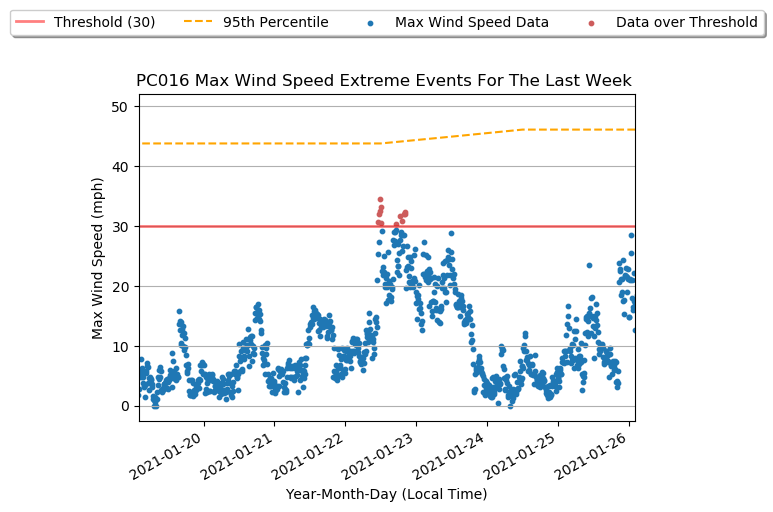 Threshold (30) 95th Percentile Max Wind Speed Data Data over Threshold
PC016 Max Wind Speed Extreme Events For The Last Week
50
40
30
20
10
0
Max Wind Speed (mph)
2021-01-20 2021-01-21 2021-01-22 2021-01-23 2021-01-24 2021-01-25 2021-01-26
Year-Month-Day (Local Time)